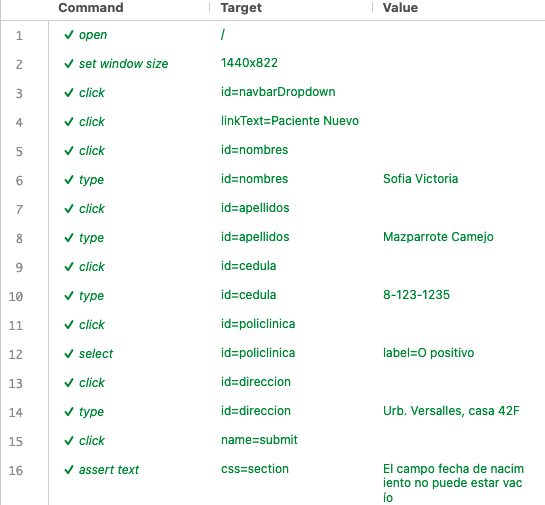 Command Target Value
1 ✓ open /
2 ✓ set window size 1440x822
3 ✓ click id=navbarDropdown
4 ✓ click linkText=Paciente Nuevo
5 ✓ click id=nombres
6 ✓ type id=nombres Sofia Victoria
7 ✓ click id=apellidos
8 ✓ type id=apellidos Mazparrote Camejo
9 ✓ click id=cedula
10 ✓ type id=cedula 8-123-1235
11 ✓ click id=policlinica
12 ✓ select id=policlinica label=O positivo
13 ✓ click id=direccion
14 ✓ type id=direccion Urb. Versalles, casa 42F
15 ✓ click name=submit
16 ✓ assert text css=section El campo fecha de nacim
iento no puede estar vac
ío